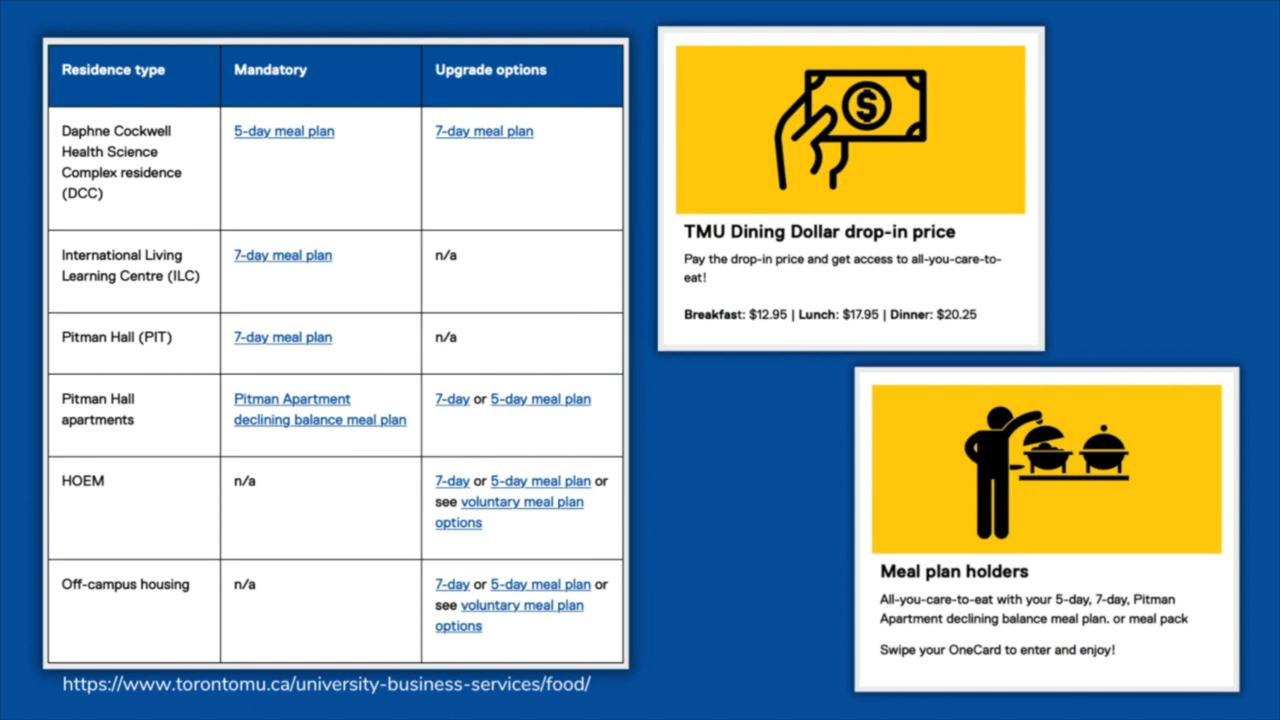 Residence type Mandatory Upgrade options
Daphne Cockwell
Health Science
Complex residence
(DCC)
5-day meal plan
7-day meal plan
International Living
Learning Centre (ILC)
7-day meal plan
n/a
Pitman Hall (PIT)
7-day meal plan
n/a
Pitman Hall
apartments
Pitman Apartment
declining balance meal plan
7-day or 5-day meal plan
HOEM
n/a
7-day or 5-day meal plan or
see voluntary meal plan
options
Off-campus housing
n/a
7-day or 5-day meal plan or
see voluntary meal plan
options
https://www.torontomu.ca/university-business-services/food/
$
TMU Dining Dollar drop-in price
Pay the drop-in price and get access to all-you-care-to-
eat!
Breakfast: $12.95 | Lunch: $17.95 | Dinner: $20.25
Meal plan holders
All-you-care-to-eat with your 5-day, 7-day, Pitman
Apartment declining balance meal plan. or meal pack
Swipe your OneCard to enter and enjoy!